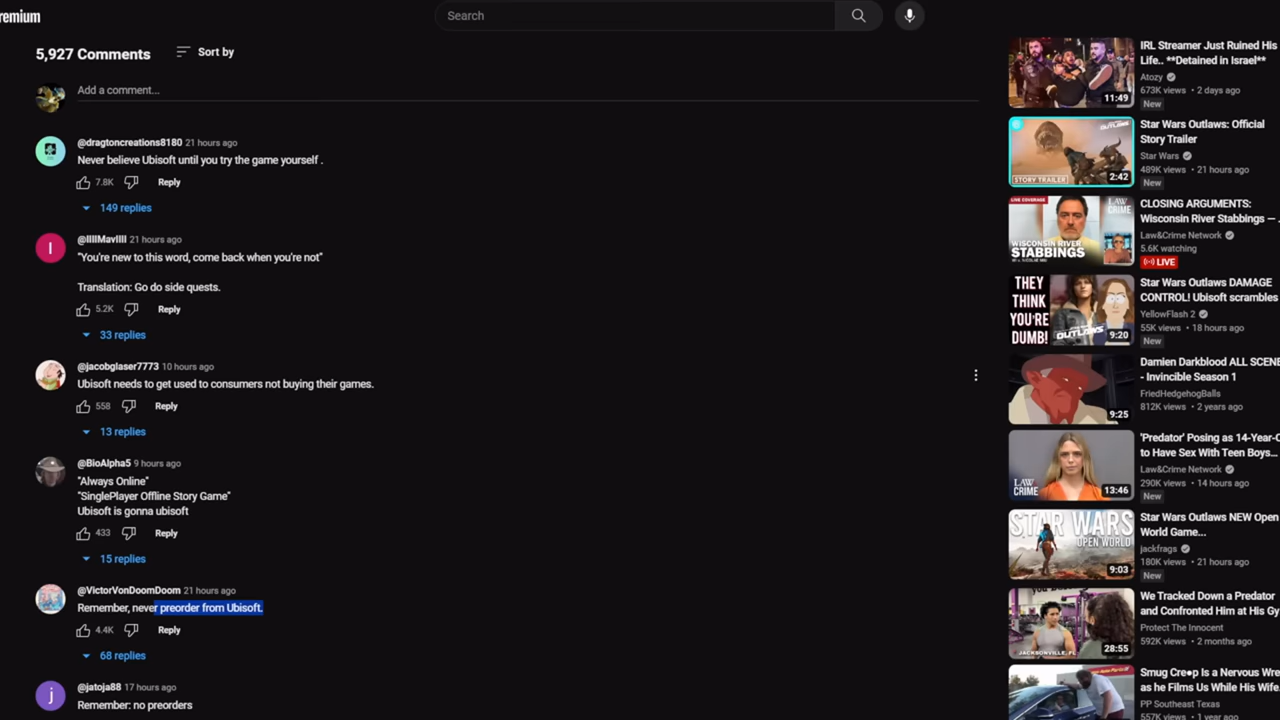 remium
Search
5,927 Comments
Sort by
Add a comment...
@dragtoncreations8180 21 hours ago
Never believe Ubisoft until you try the game yourself .
7.8K Reply
149 replies
@IIIIMavIIII 21 hours ago
"You're new to this word, come back when you're not"
Translation: Go do side quests.
5.2K Reply
33 replies
@jacobglaser7773 10 hours ago
Ubisoft needs to get used to consumers not buying their games.
558 Reply
13 replies
@BioAlpha5 9 hours ago
"Always Online"
"SinglePlayer Offline Story Game"
Ubisoft is gonna ubisoft
433 Reply
15 replies
@VictorVonDoomDoom 21 hours ago
Remember, never preorder from Ubisoft.
4.4K Reply
68 replies
@jatoja88 17 hours ago
Remember: no preorders
11:49
IRL Streamer Just Ruined His
Life.. **Detained in Israel**
Atozy
673K views • 2 days ago
New
OUTLAWS
STORY TRAILER
2:42
Star Wars Outlaws: Official
Story Trailer
Star Wars
489K views • 21 hours ago
New
LIVE COVERAGE
LAW&
CRIME
WISCONSIN RIVER
STABBINGS
CLOSING ARGUMENTS:
Wisconsin River Stabbings —
Law&Crime Network
5.6K watching
LIVE
THEY
THINK
YOU'RE
DUMB!
OUTLAWS
9:20
Star Wars Outlaws DAMAGE
CONTROL! Ubisoft scrambles
YellowFlash 2
55K views • 18 hours ago
New
9:25
Damien Darkblood ALL SCENE
- Invincible Season 1
FriedHedgehogBalls
812K views • 2 years ago
LAW&
CRIME
13:46
'Predator' Posing as 14-Year-O
to Have Sex With Teen Boys...
Law&Crime Network
290K views • 14 hours ago
New
STAR WARS
OPEN WORLD
9:03
Star Wars Outlaws NEW Open
World Game...
jackfrags
180K views • 21 hours ago
New
JACKSONVILLE, FL
28:55
We Tracked Down a Predator
and Confronted Him at His Gy
Protect The Innocent
592K views • 2 months ago
Smug Cre●p Is a Nervous Wre
as he Films Us While His Wife.
PP Southeast Texas
557K views • 1 year ago